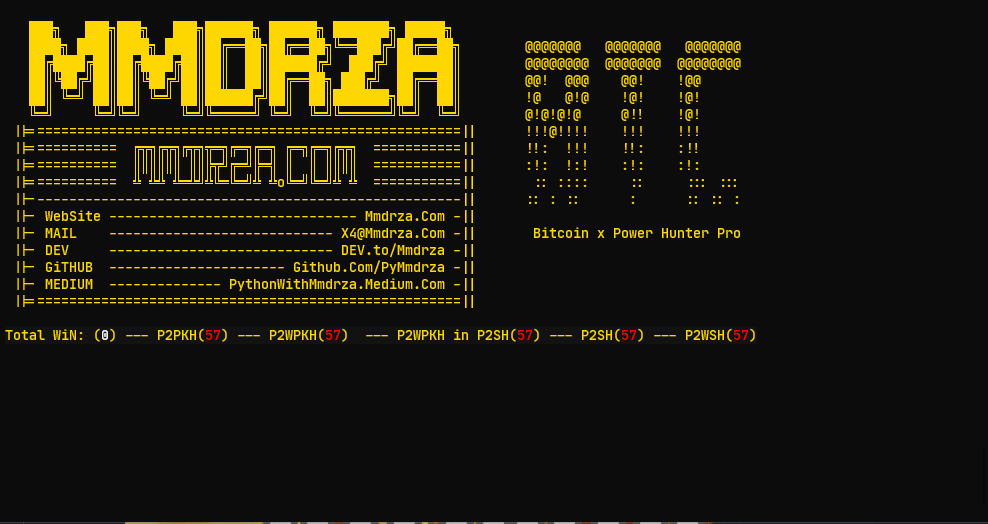 MMDRZA
MMDRZA.COM
WebSite ------------------------------- Mmdrza.Com -
MAIL ---------------------------- X4@Mmdrza.Com -
DEV ---------------------------- DEV.to/Mmdrza -
GiTHUB ---------------------- Github.Com/PyMmdrza -
MEDIUM -------------- PythonWithMmdrza.Medium.Com -
Bitcoin x Power Hunter Pro
Total WiN: (0) --- P2PKH(57) --- P2WPKH(57) --- P2WPKH in P2SH(57) --- P2SH(57) --- P2WSH(57)